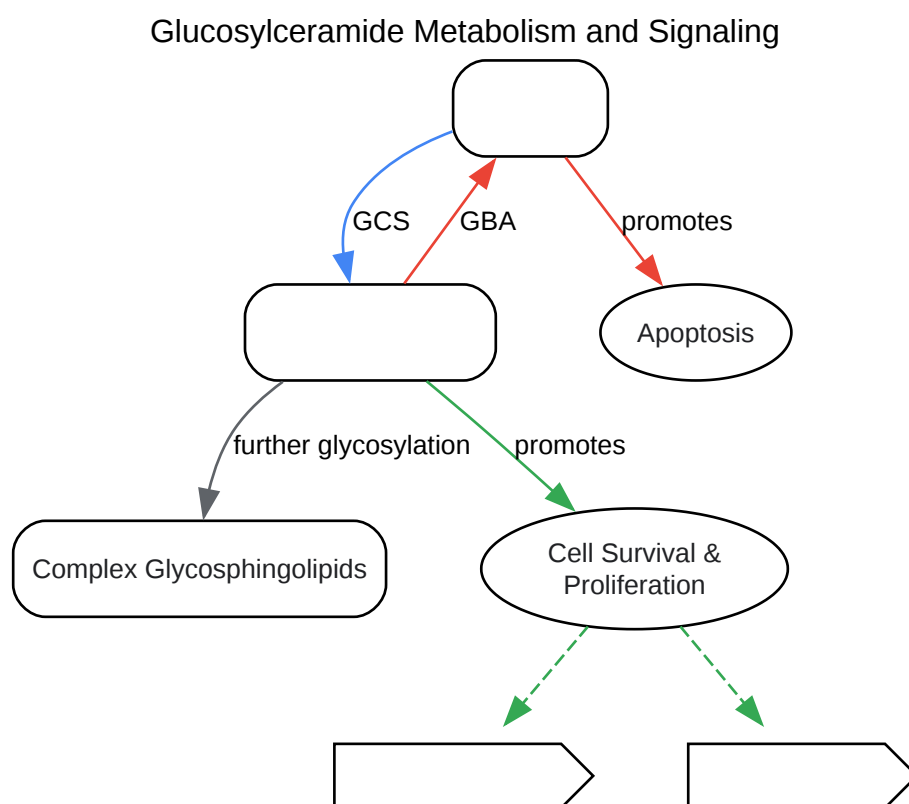 Glucosylceramide Metabolism and Signaling
GCS
GBA
promotes
Apoptosis
further glycosylation
promotes
Complex Glycosphingolipids
Cell Survival &
Proliferation